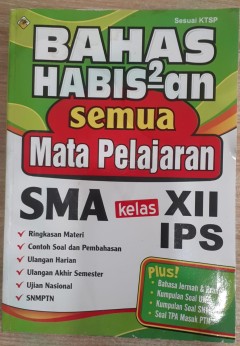 Sesuai KTSP
BAHAS
HABIS²an
semua
Mata Pelajaran
SMA kelas XII
IPS
✓ Ringkasan Materi
✓ Contoh Soal dan Pembahasan
✓ Ulangan Harian
✓ Ulangan Akhir Semester
✓ Ujian Nasional
✓ SNMPTN
Plus!
• Bahasa Jerman &
• Kumpulan Soal
• Kumpulan Soal
• Soal TPA Masuk PTN